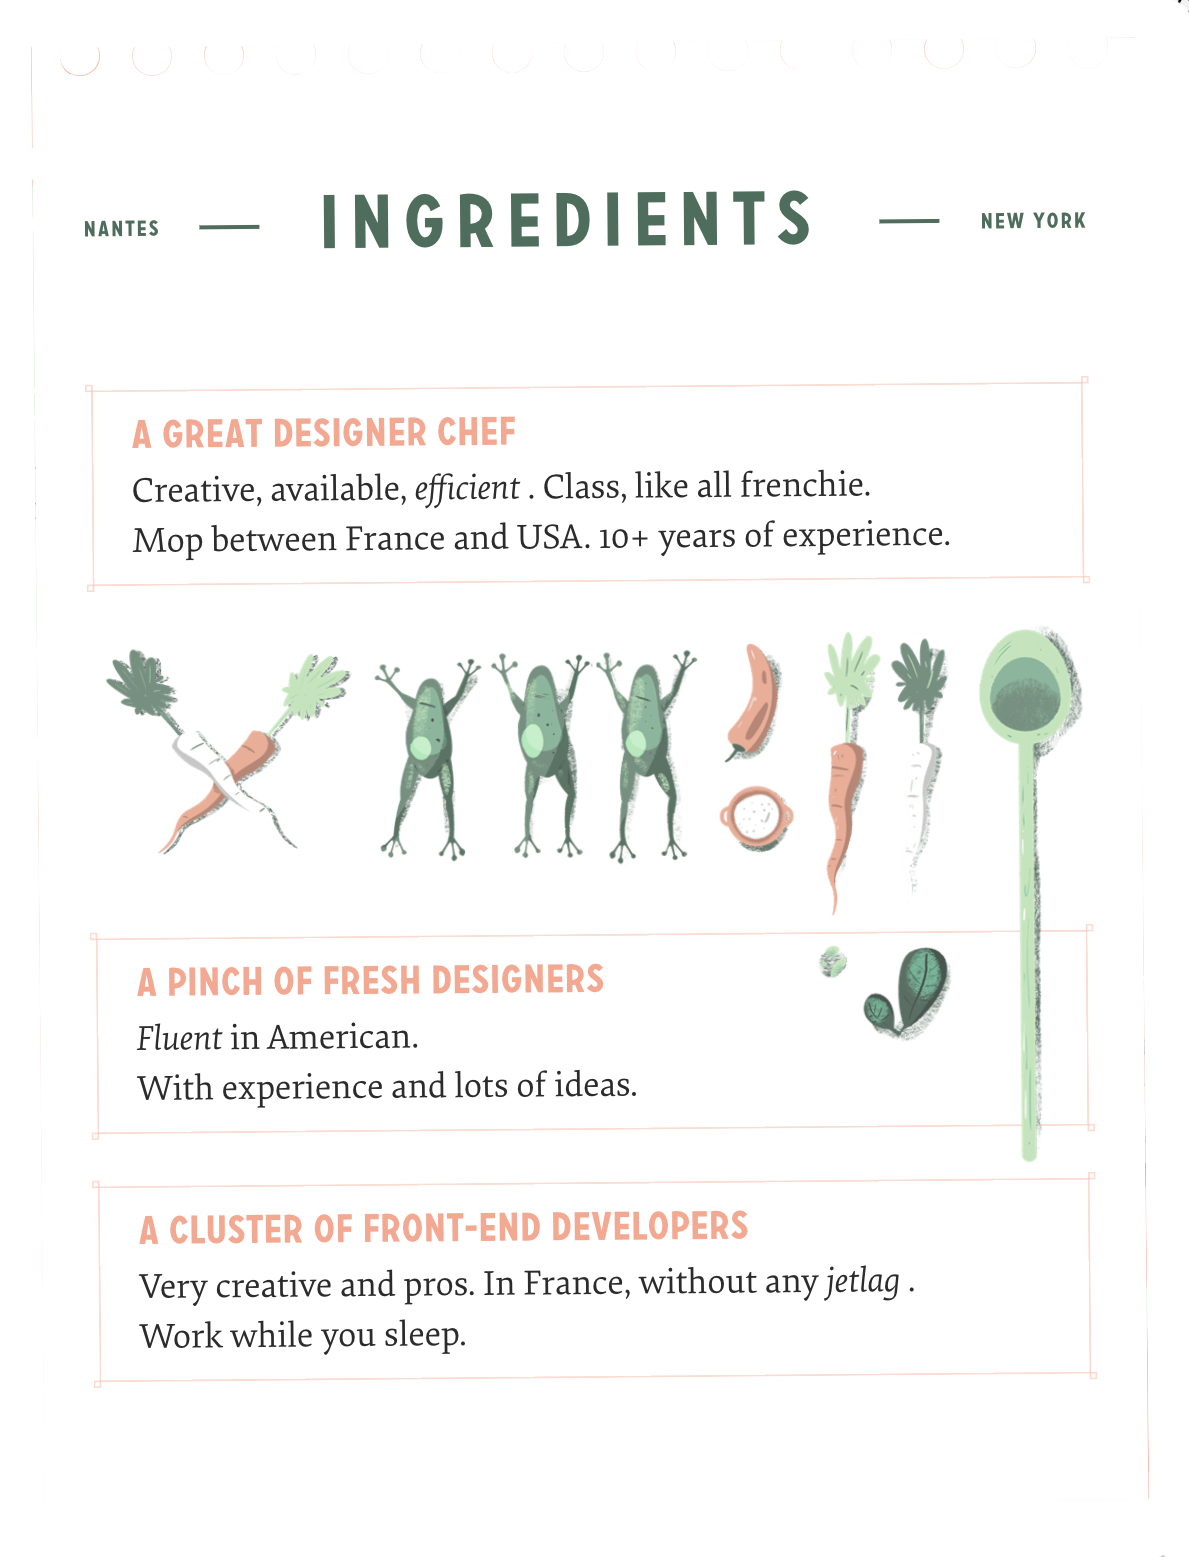 NANTES — INGREDIENTS — NEW YORK
A GREAT DESIGNER CHEF
Creative, available, efficient . Class, like all frenchie.
Mop between France and USA. 10+ years of experience.
A PINCH OF FRESH DESIGNERS
Fluent in American.
With experience and lots of ideas.
A CLUSTER OF FRONT-END DEVELOPERS
Very creative and pros. In France, without any jetlag .
Work while you sleep.